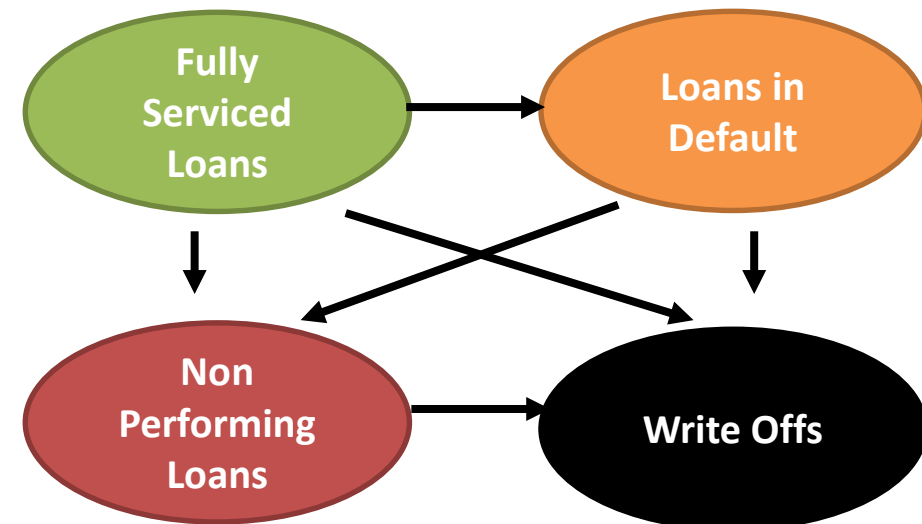 Fully
Serviced
Loans
Loans in
Default
Non
Performing
Loans
Write Offs